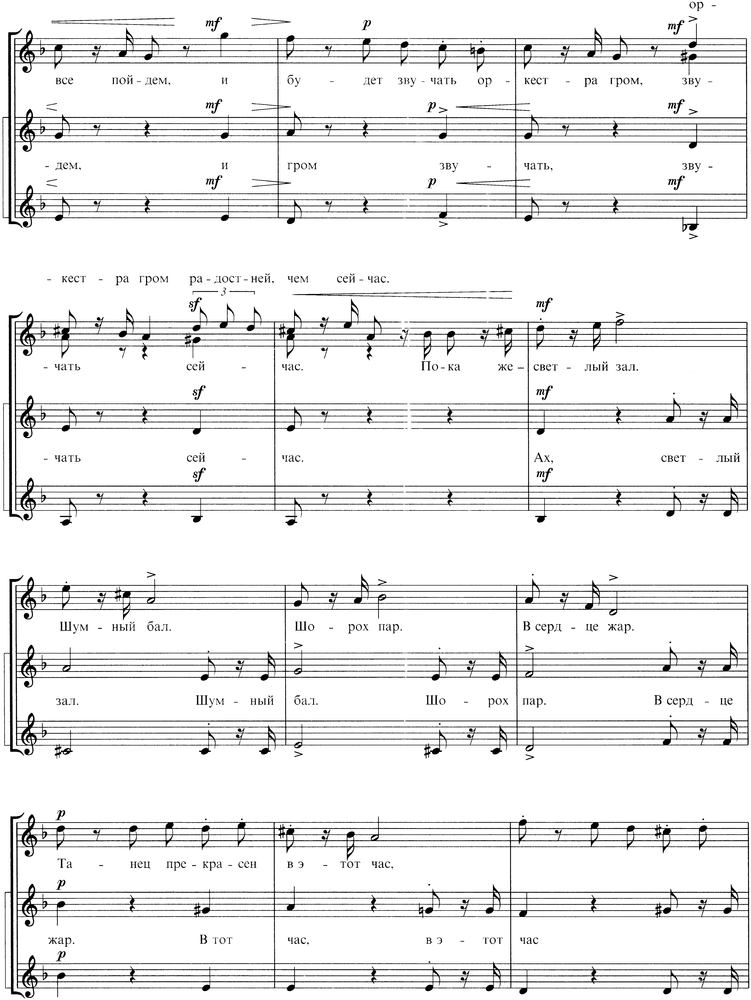 ор -
mf p mf
все пой - дем, и бу - дет зву - чать ор - кест - ра гром, зву -
mf p mf
- дем, и гром зву - чать, зву -
mf p mf
- кест - ра гром ра - дост - ней, чем сей - час.
3
sf mf
- чать сей - час. По - ка же - свет - лый зал.
sf mf
- чать сей - час. Ах, свет - лый
sf mf
Шум - ный бал. Шо - рох пар. В серд - це жар.
зал. Шум - ный бал. Шо - рох пар. В серд - це
p
Та - нец пре - кра - сен в э - тот час,
p
жар. В тот час, в э - тот час
p